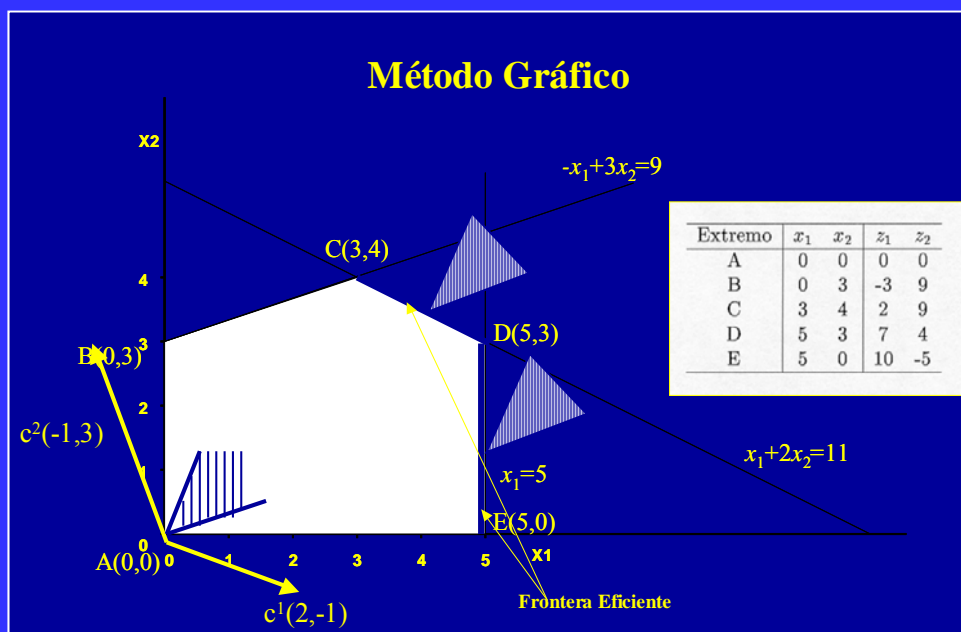 Método Gráfico
X2
-x₁+3x₂=9
C(3,4)
4
D(5,3)
3
B(0,3)
2
c²(-1,3)
x₁+2x₂=11
1
x₁=5
E(5,0)
0
A(0,0)
0 1 2 3 4 5
X1
c¹(2,-1)
Frontera Eficiente
Extremo x₁ x₂ z₁ z₂
A 0 0 0 0
B 0 3 -3 9
C 3 4 2 9
D 5 3 7 4
E 5 0 10 -5